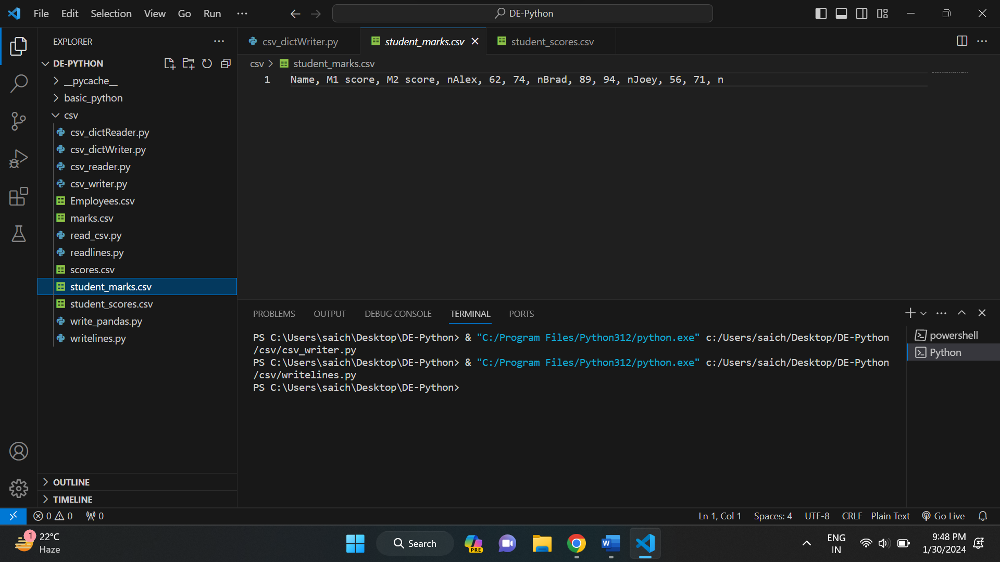 File Edit Selection View Go Run ···
DE-Python
EXPLORER
DE-PYTHON
__pycache__
basic_python
csv
csv_dictReader.py
csv_dictWriter.py
csv_reader.py
csv_writer.py
Employees.csv
marks.csv
read_csv.py
readlines.py
scores.csv
student_marks.csv
student_scores.csv
write_pandas.py
writelines.py
OUTLINE
TIMELINE
csv_dictWriter.py student_marks.csv student_scores.csv
csv > student_marks.csv
1 Name, M1 score, M2 score, nAlex, 62, 74, nBrad, 89, 94, nJoey, 56, 71, n
PROBLEMS OUTPUT DEBUG CONSOLE TERMINAL PORTS
PS C:\Users\saich\Desktop\DE-Python> & "C:/Program Files/Python312/python.exe" c:/Users/saich/Desktop/DE-Python
/csv/csv_writer.py
PS C:\Users\saich\Desktop\DE-Python> & "C:/Program Files/Python312/python.exe" c:/Users/saich/Desktop/DE-Python
/csv/writelines.py
PS C:\Users\saich\Desktop\DE-Python>
powershell
Python
0 0 0 Ln 1, Col 1 Spaces: 4 UTF-8 CRLF Plain Text Go Live
1
22°C
Haze
Search
PRE
W
ENG
IN
9:48 PM
1/30/2024